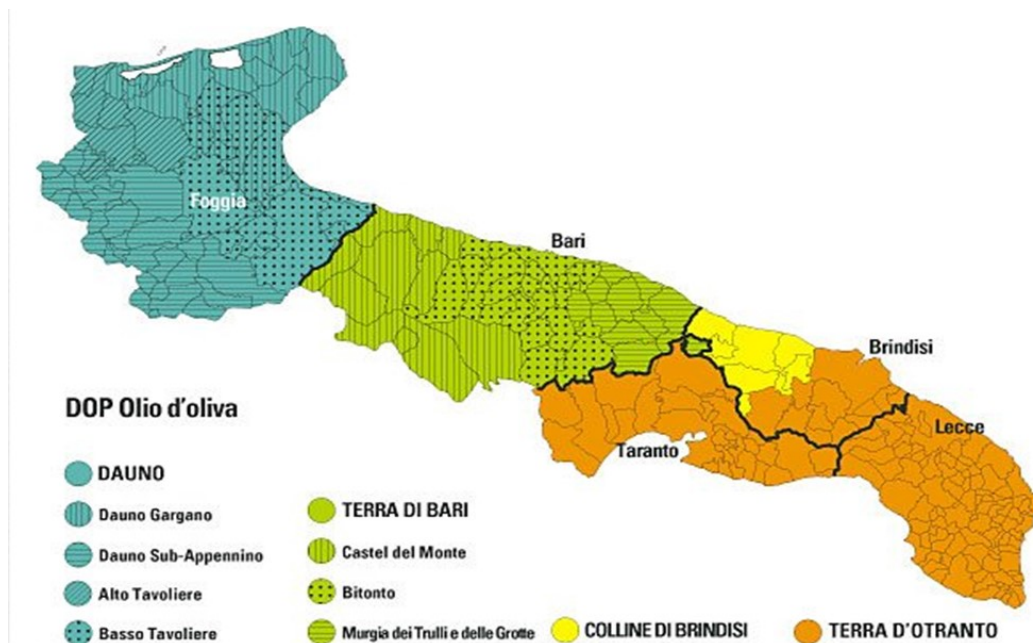 Foggia
Bari
Brindisi
Lecce
Taranto
DOP Olio d'oliva
DAUNO
Dauno Gargano
Dauno Sub-Appennino
Alto Tavoliere
Basso Tavoliere
TERRA DI BARI
Castel del Monte
Bitonto
Murgia dei Trulli e delle Grotte
COLLINE DI BRINDISI
TERRA D'OTRANTO